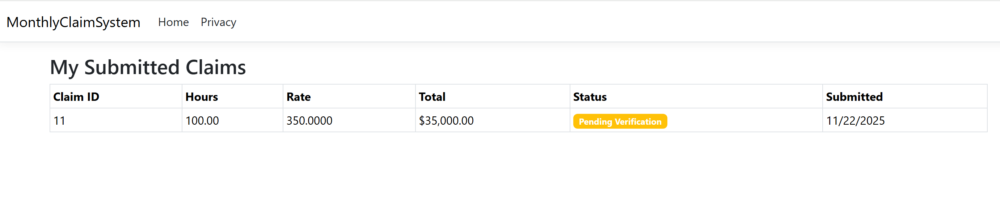 MonthlyClaimSystem Home Privacy
My Submitted Claims
Claim ID Hours Rate Total Status Submitted
11 100.00 350.0000 $35,000.00 Pending Verification 11/22/2025